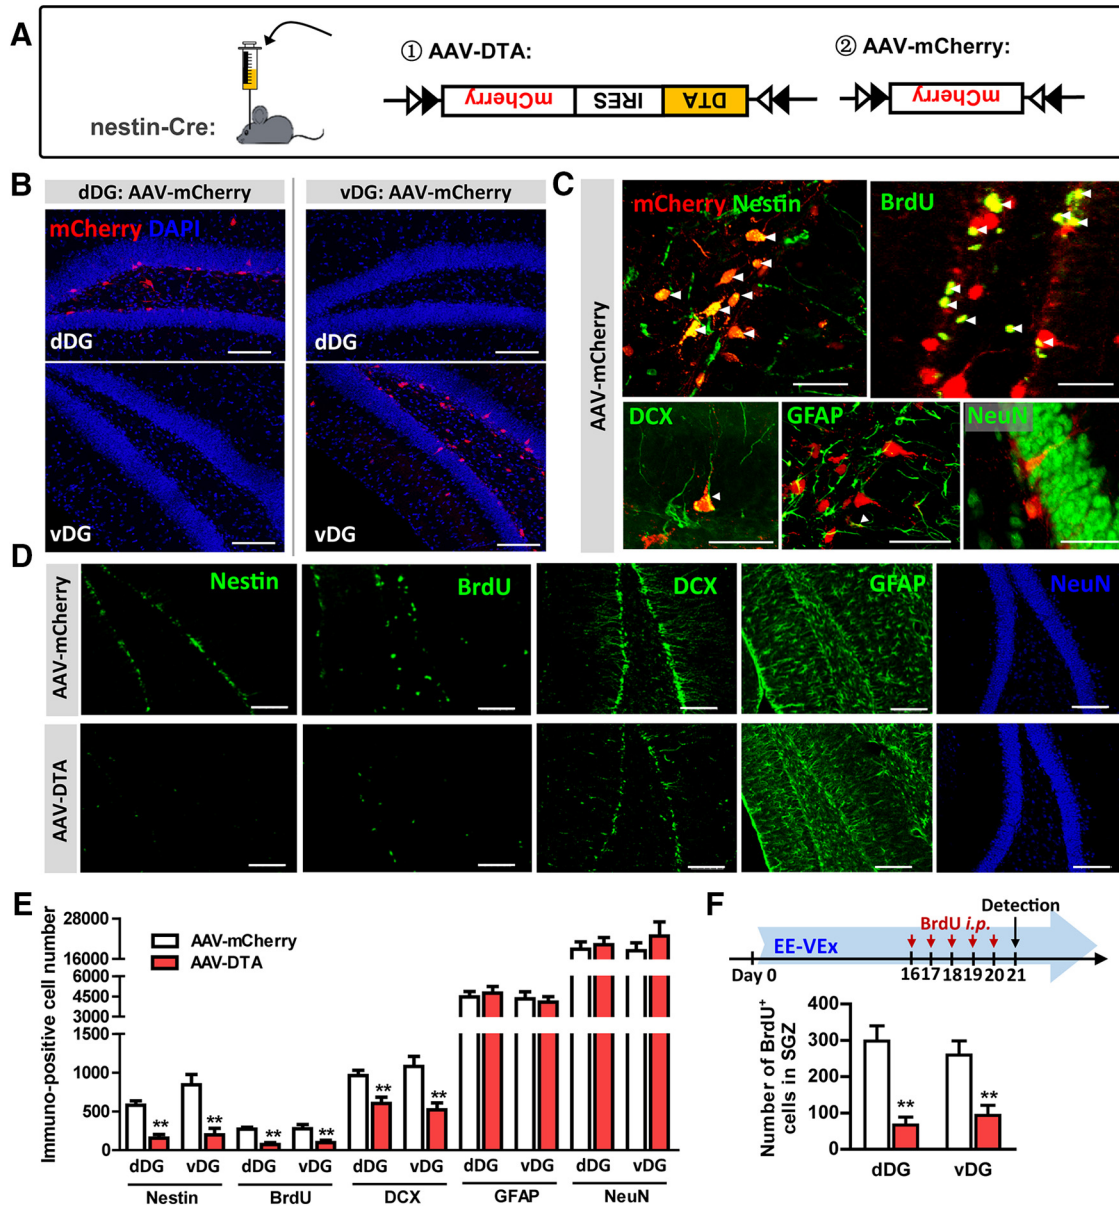 A
nestin-Cre:
① AAV-DTA:
mCherry IRES DTA
② AAV-mCherry:
mCherry
B
dDG: AAV-mCherry
vDG: AAV-mCherry
mCherry DAPI
dDG
dDG
vDG
vDG
C
AAV-mCherry
mCherry Nestin
BrdU
DCX
GFAP
NeuN
D
AAV-mCherry
Nestin
BrdU
DCX
GFAP
NeuN
AAV-DTA
E
Immuno-positive cell number
28000
16000
6000
4500
3000
1500
1000
500
0
AAV-mCherry
AAV-DTA
** ** ** ** ** **
dDG vDG dDG vDG dDG vDG dDG vDG dDG vDG
Nestin BrdU DCX GFAP NeuN
F
Detection
BrdU i.p.
EE-VEx
Day 0 16 17 18 19 20 21
Number of BrdU+
cells in SGZ
400
300
200
100
0
** **
dDG vDG